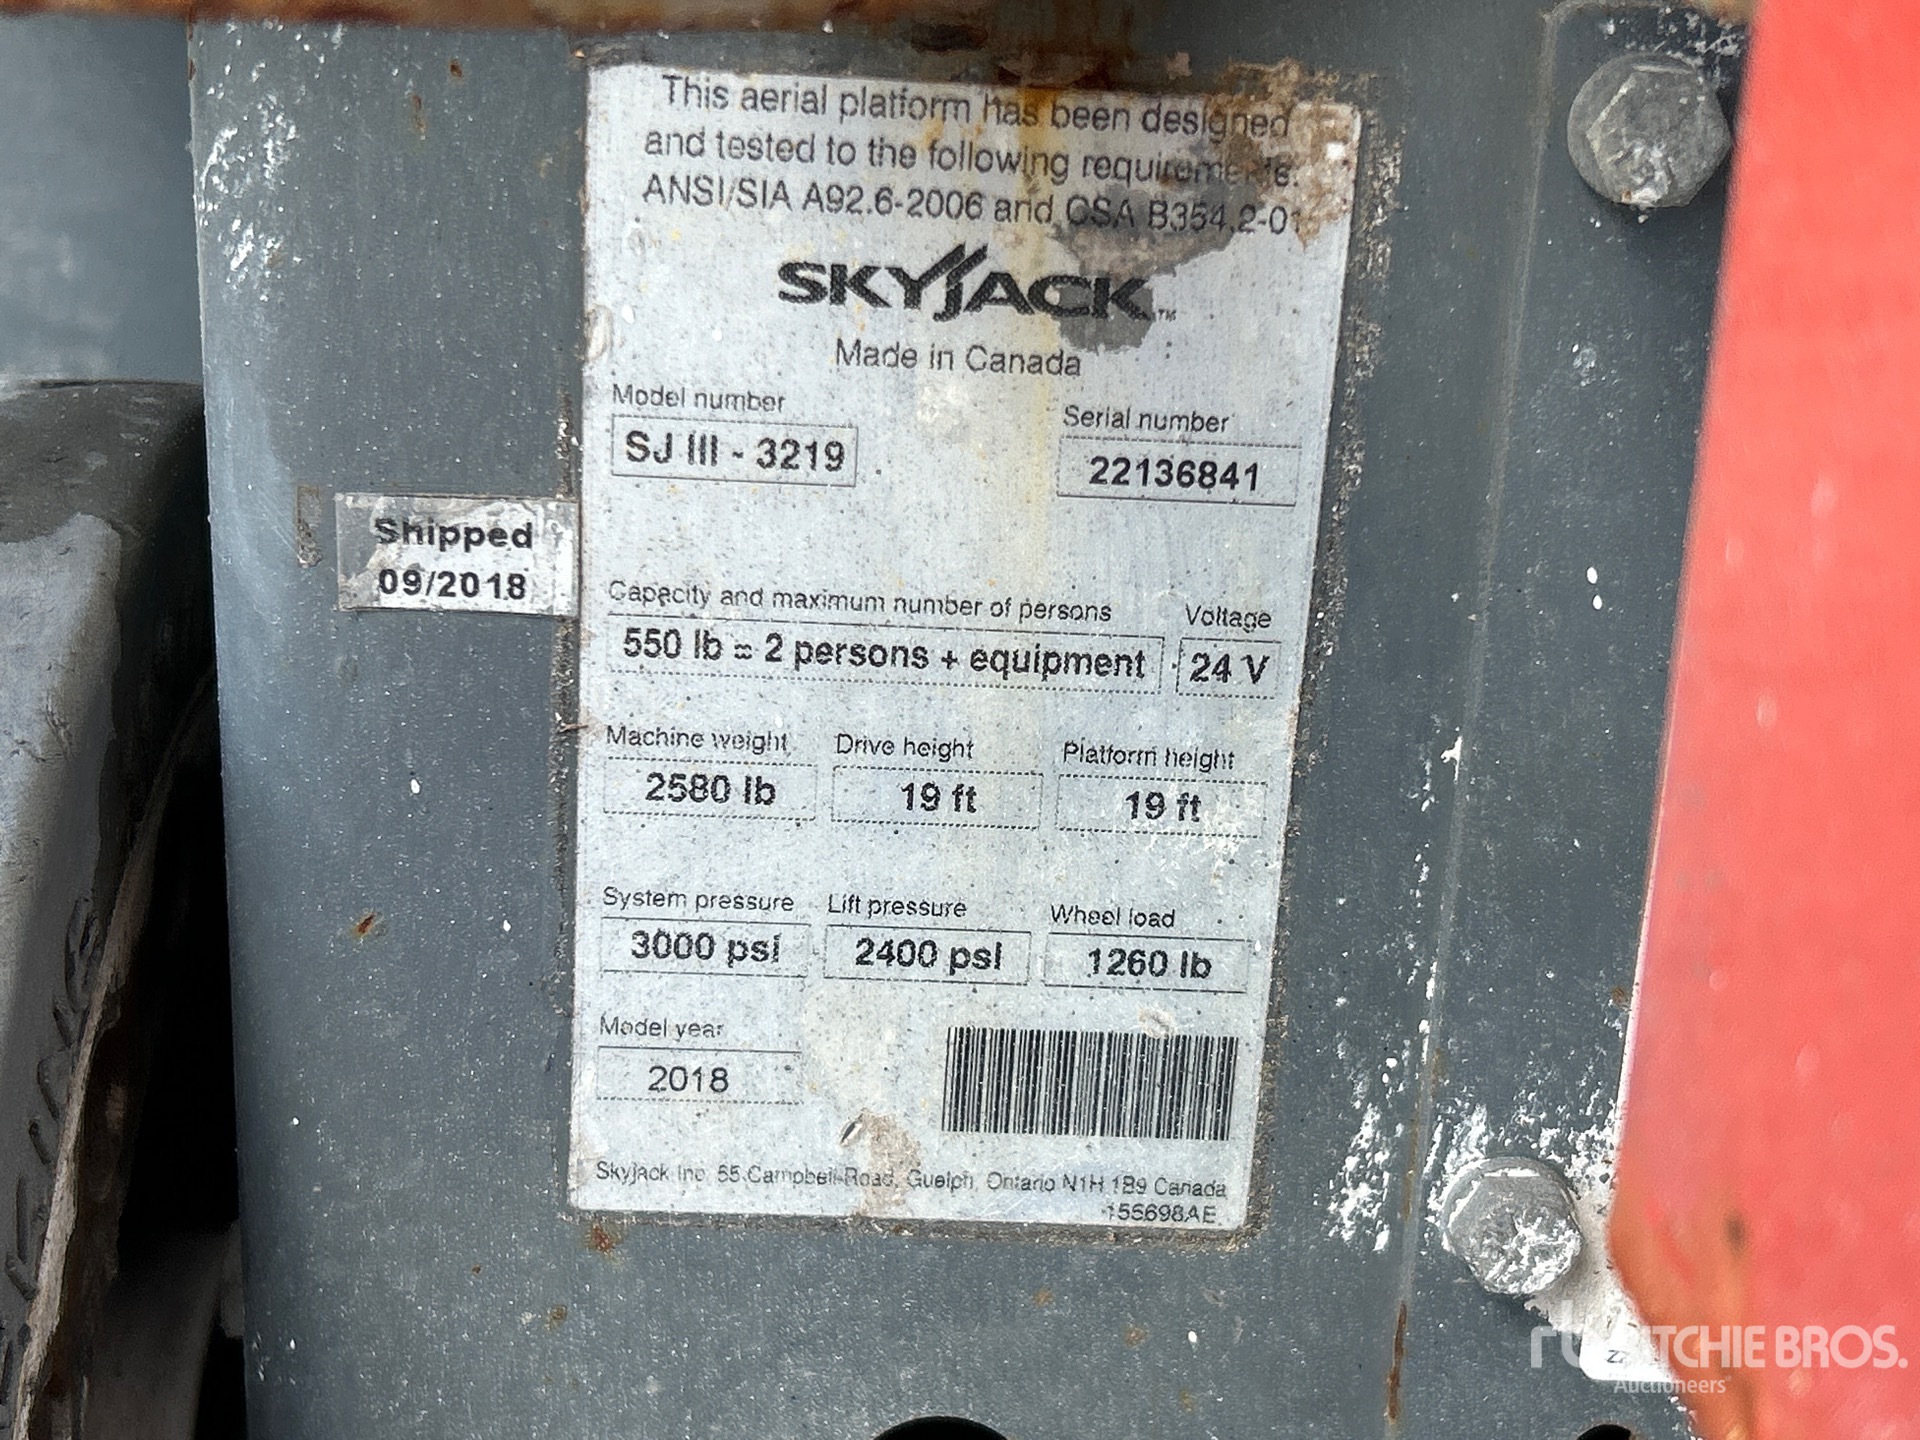 This aerial platform has been designed
and tested to the following requirements:
ANSI/SIA A92.6-2006 and CSA B354.2-01
SKYJACK™
Made in Canada
Model number
SJ III - 3219
Serial number
22136841
Shipped
09/2018
Capacity and maximum number of persons
550 lb = 2 persons + equipment
Voltage
24 V
Machine weight
2580 lb
Drive height
19 ft
Platform height
19 ft
System pressure
3000 psi
Lift pressure
2400 psi
Wheel load
1260 lb
Model year
2018
Skyjack Inc. 55 Campbell Road, Guelph, Ontario N1H 1B9 Canada
155698AE
rb RITCHIE BROS.
Auctioneers